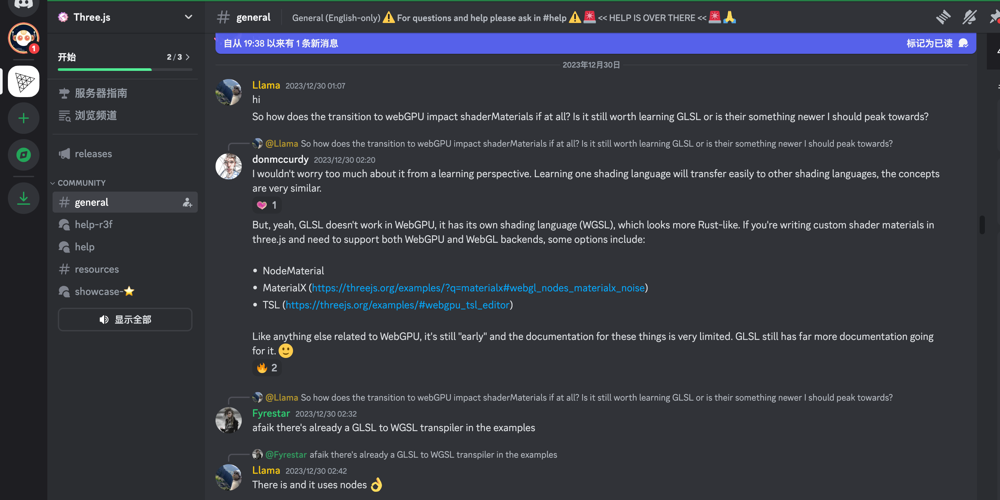 Three.js
general
General (English-only) ⚠️ For questions and help please ask in #help ⚠️🚨 << HELP IS OVER THERE << 🚨🙏
1
开始
2/3
服务器指南
浏览频道
releases
COMMUNITY
general
help-r3f
help
resources
showcase-⭐
显示全部
自从 19:38 以来有 1 条新消息
标记为已读
2023年12月30日
Llama 2023/12/30 01:07
hi
So how does the transition to webGPU impact shaderMaterials if at all? Is it still worth learning GLSL or is their something newer I should peak towards?
@Llama So how does the transition to webGPU impact shaderMaterials if at all? Is it still worth learning GLSL or is their something newer I should peak towards?
donmccurdy 2023/12/30 02:20
I wouldn't worry too much about it from a learning perspective. Learning one shading language will transfer easily to other shading languages, the concepts
are very similar.
💖 1
But, yeah, GLSL doesn't work in WebGPU, it has its own shading language (WGSL), which looks more Rust-like. If you're writing custom shader materials in
three.js and need to support both WebGPU and WebGL backends, some options include:
• NodeMaterial
• MaterialX (https://threejs.org/examples/?q=materialx#webgl_nodes_materialx_noise)
• TSL (https://threejs.org/examples/#webgpu_tsl_editor)
Like anything else related to WebGPU, it's still "early" and the documentation for these things is very limited. GLSL still has far more documentation going
for it. 🙂
🔥 2
@Llama So how does the transition to webGPU impact shaderMaterials if at all? Is it still worth learning GLSL or is their something newer I should peak towards?
Fyrestar 2023/12/30 02:32
afaik there's already a GLSL to WGSL transpiler in the examples
@Fyrestar afaik there's already a GLSL to WGSL transpiler in the examples
Llama 2023/12/30 02:42
There is and it uses nodes 👌